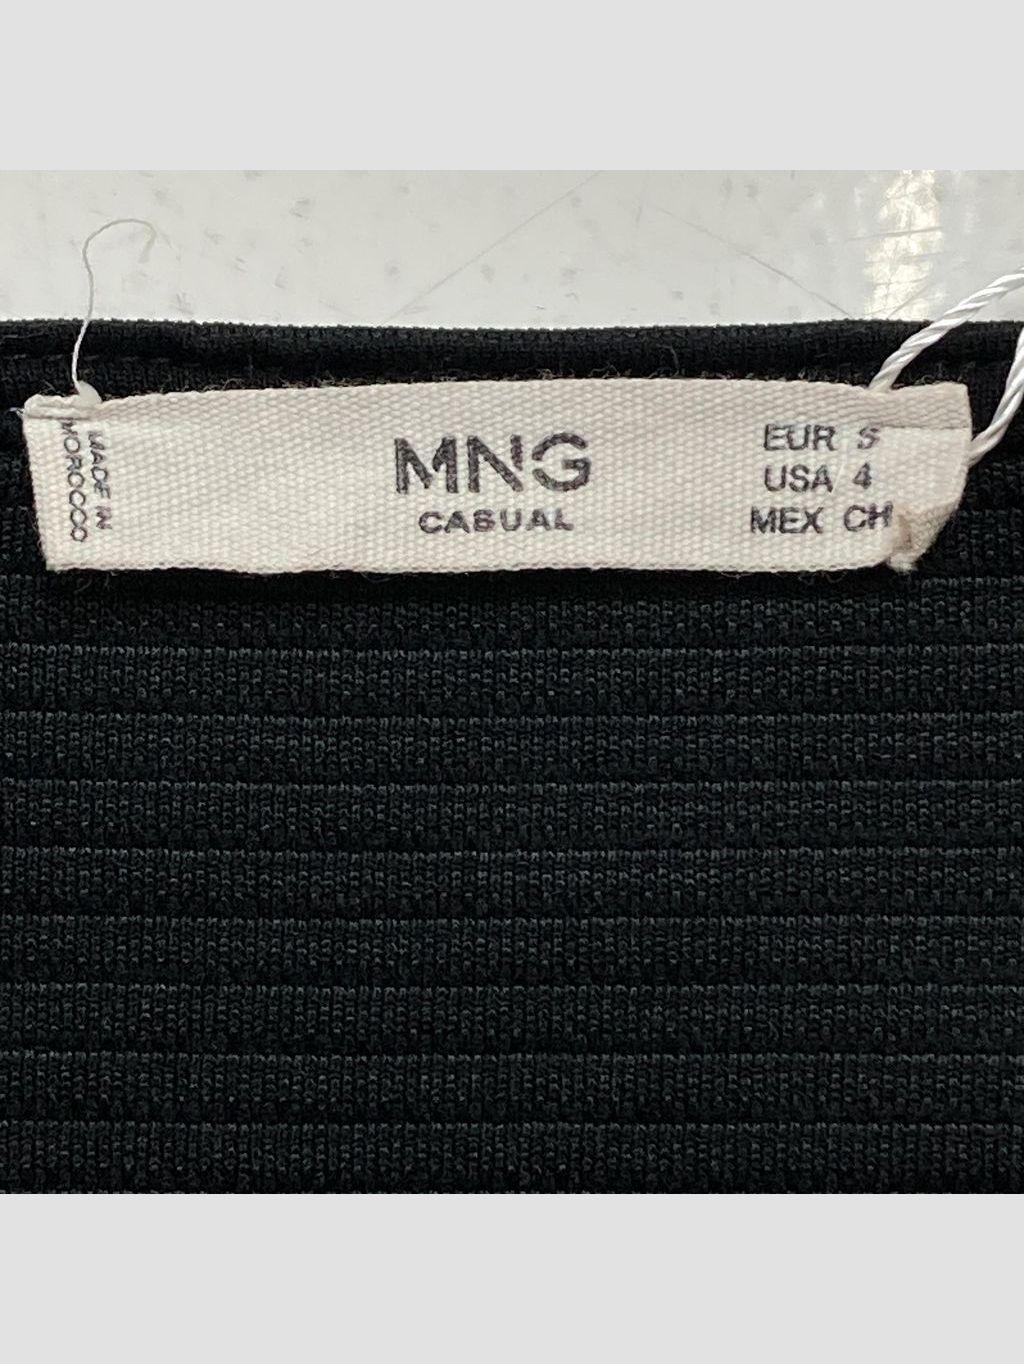 MADE IN
MOROCCO
MNG
CASUAL
EUR S
USA 4
MEX CH